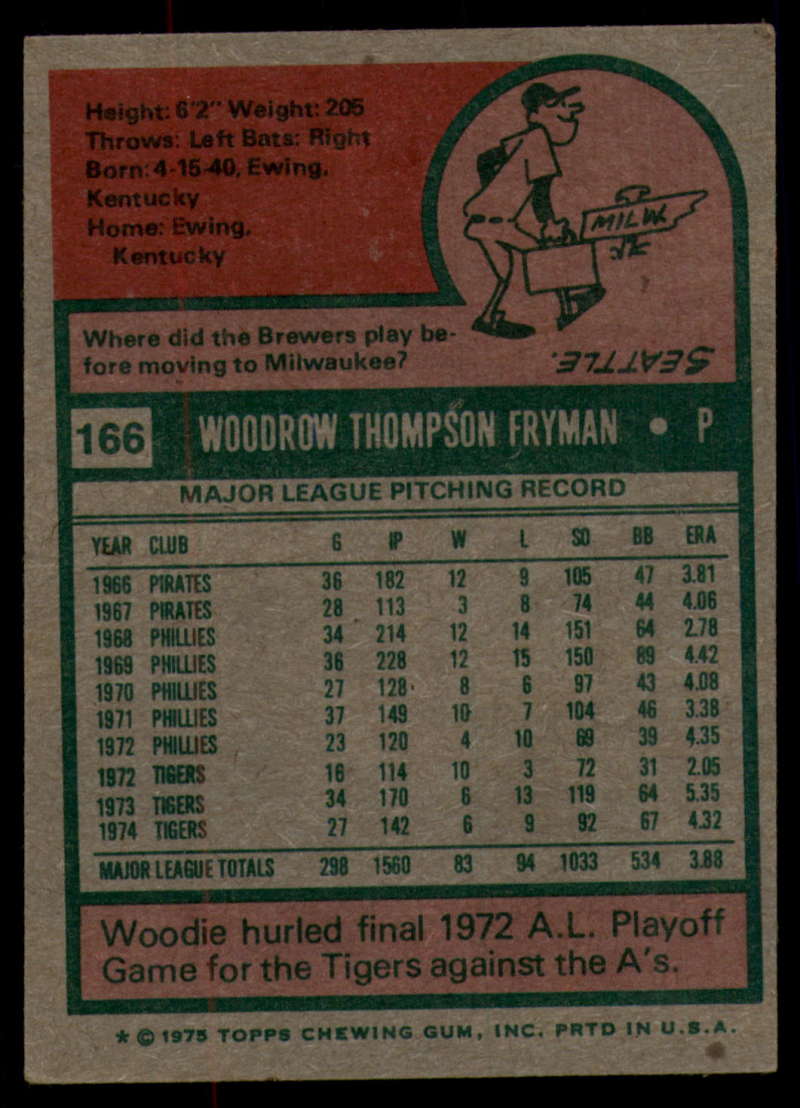 Height: 6'2" Weight: 205
Throws: Left Bats: Right
Born: 4-15-40, Ewing,
Kentucky
Home: Ewing,
Kentucky
MILW
Where did the Brewers play be-
fore moving to Milwaukee?
SEATTLE.
166 WOODROW THOMPSON FRYMAN • P
MAJOR LEAGUE PITCHING RECORD
YEAR CLUB G IP W L SO BB ERA
1966 PIRATES 36 182 12 9 105 47 3.81
1967 PIRATES 28 113 3 8 74 44 4.06
1968 PHILLIES 34 214 12 14 151 64 2.78
1969 PHILLIES 36 228 12 15 150 89 4.42
1970 PHILLIES 27 128 8 6 97 43 4.08
1971 PHILLIES 37 149 10 7 104 46 3.38
1972 PHILLIES 23 120 4 10 69 39 4.35
1972 TIGERS 16 114 10 3 72 31 2.05
1973 TIGERS 34 170 6 13 119 64 5.35
1974 TIGERS 27 142 6 9 92 67 4.32
MAJOR LEAGUE TOTALS 298 1560 83 94 1033 534 3.88
Woodie hurled final 1972 A.L. Playoff
Game for the Tigers against the A's.
* © 1975 TOPPS CHEWING GUM, INC. PRTD IN U.S.A.